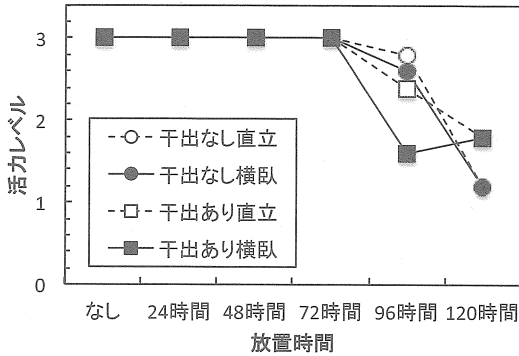 3
2
1
0
活力レベル
干出なし直立
干出なし横臥
干出あり直立
干出あり横臥
なし 24時間 48時間 72時間 96時間 120時間
放置時間